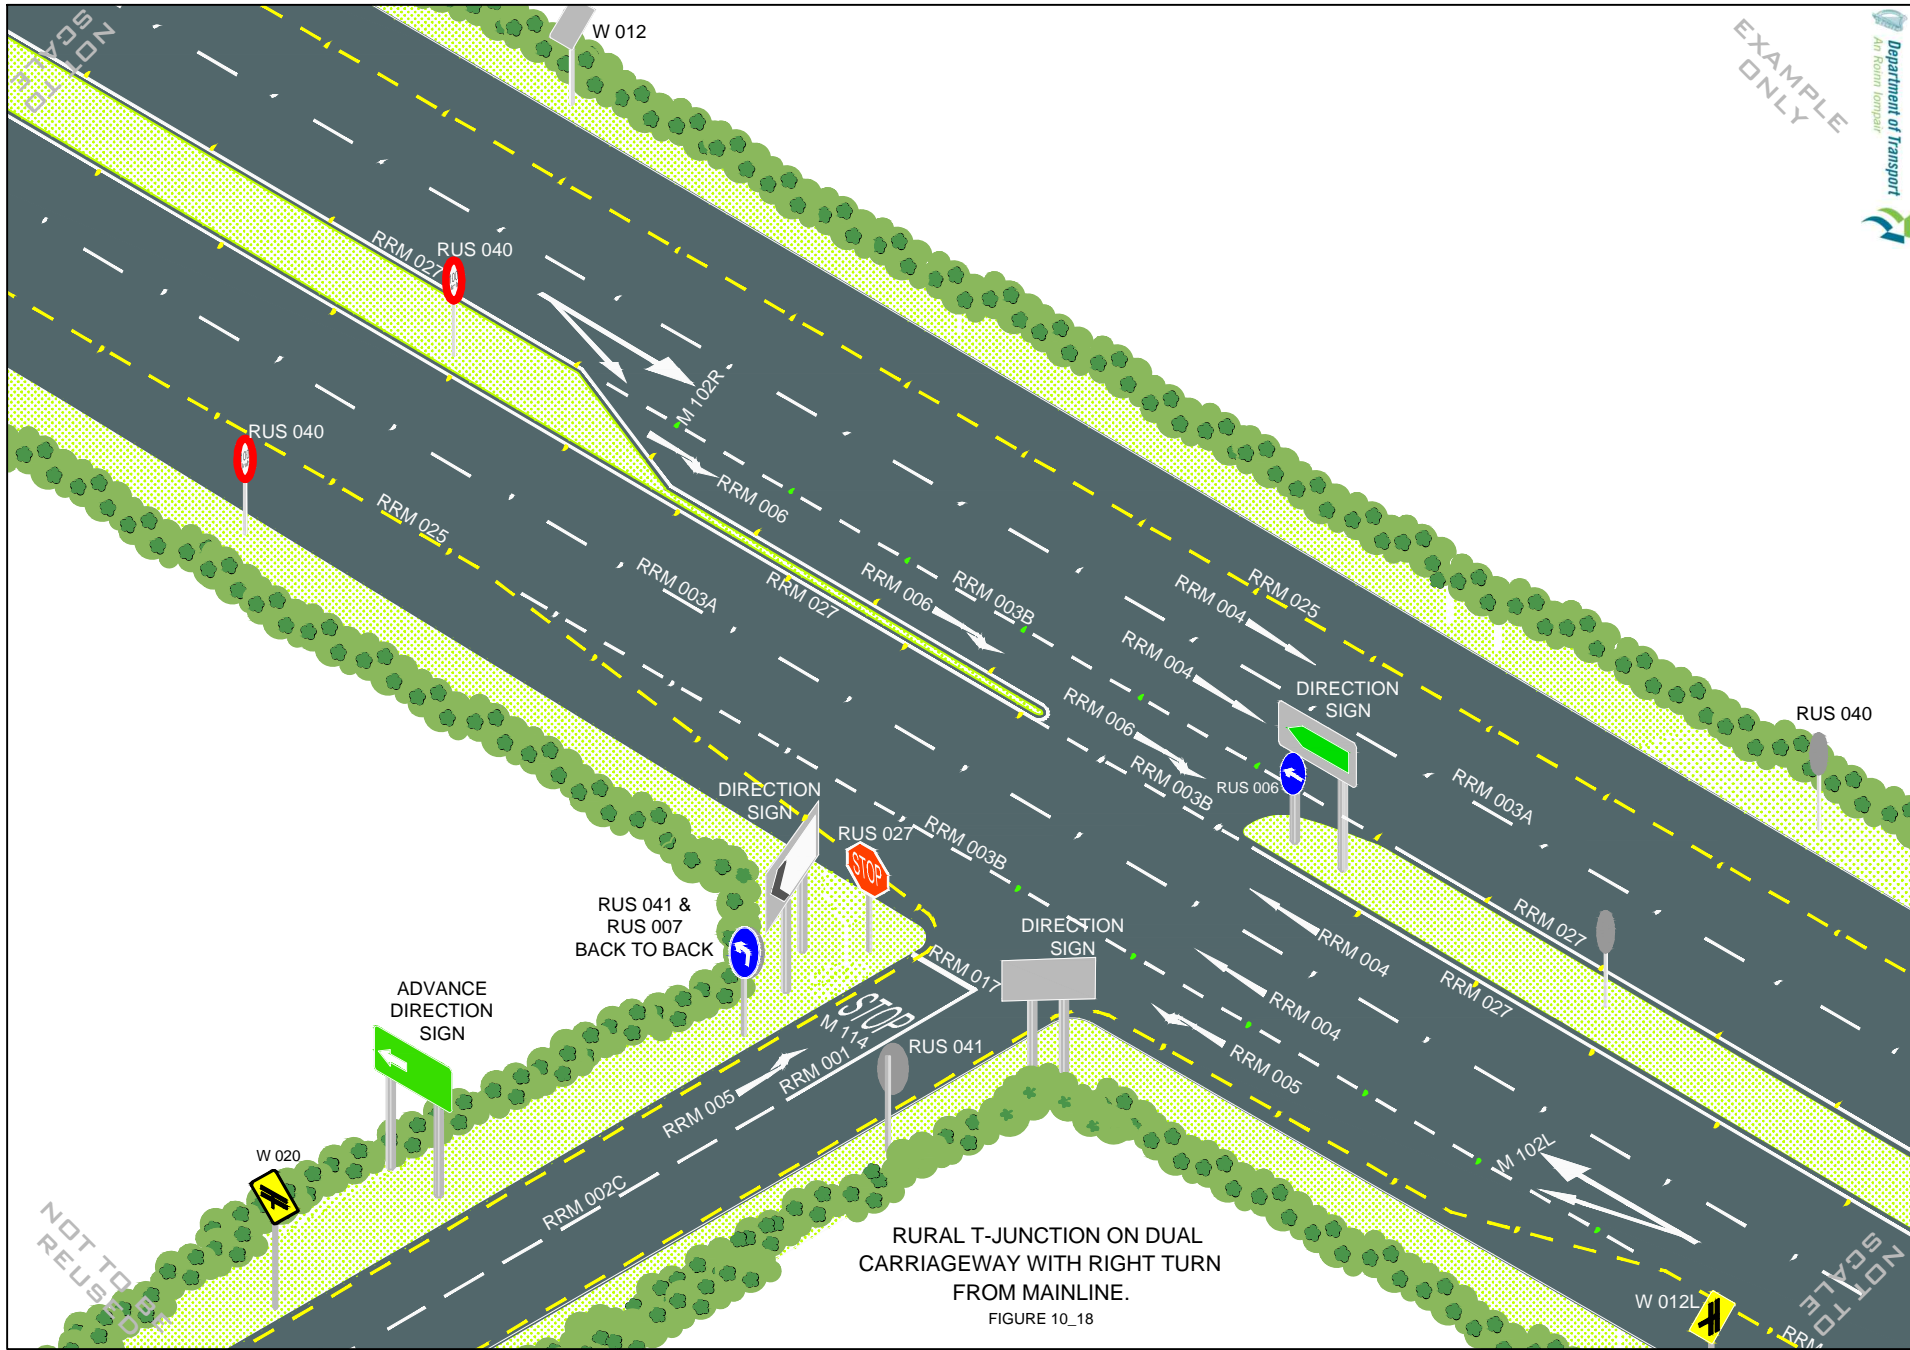 W 012
NOT TO
SCALE
EXAMPLE
ONLY
Department of Transport
An Roinn Iompair
RRM 027
RUS 040
RUS 040
M 102R
RRM 006
RRM 025
RRM 003A
RRM 027
RRM 006
RRM 003B
RRM 004
RRM 025
RRM 004
RRM 006
DIRECTION
SIGN
RUS 040
RRM 003B
RUS 006
RRM 003A
DIRECTION
SIGN
RUS 027
STOP
RRM 003B
RUS 041 &
RUS 007
BACK TO BACK
DIRECTION
SIGN
RRM 027
RRM 004
RRM 017
RRM 027
RRM 004
ADVANCE
DIRECTION
SIGN
STOP
M 114
RRM 001
RUS 041
RRM 005
RRM 005
M 102L
W 020
RRM 002C
NOT TO BE
REUSED
RURAL T-JUNCTION ON DUAL
CARRIAGEWAY WITH RIGHT TURN
FROM MAINLINE.
FIGURE 10_18
W 012L
RRM
NOT TO
SCALE